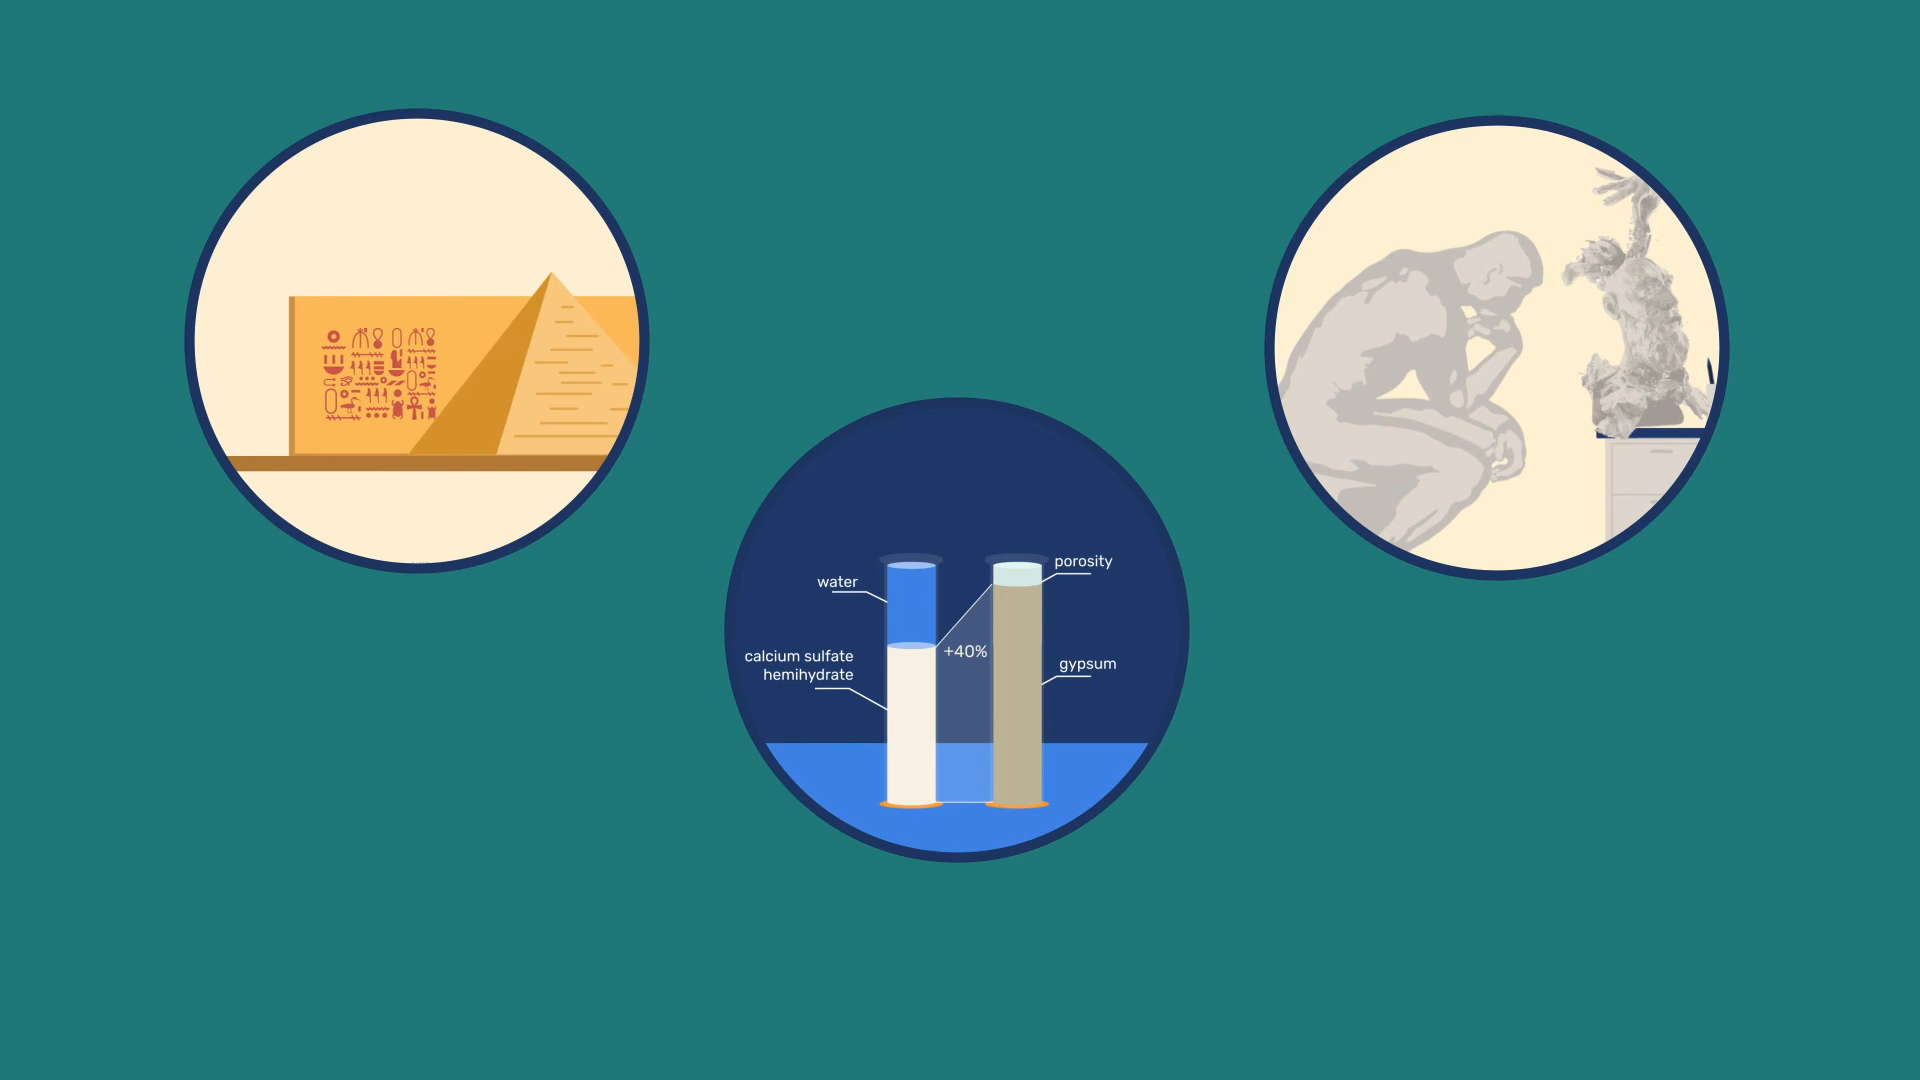 water
calcium sulfate
hemihydrate
+40%
porosity
gypsum